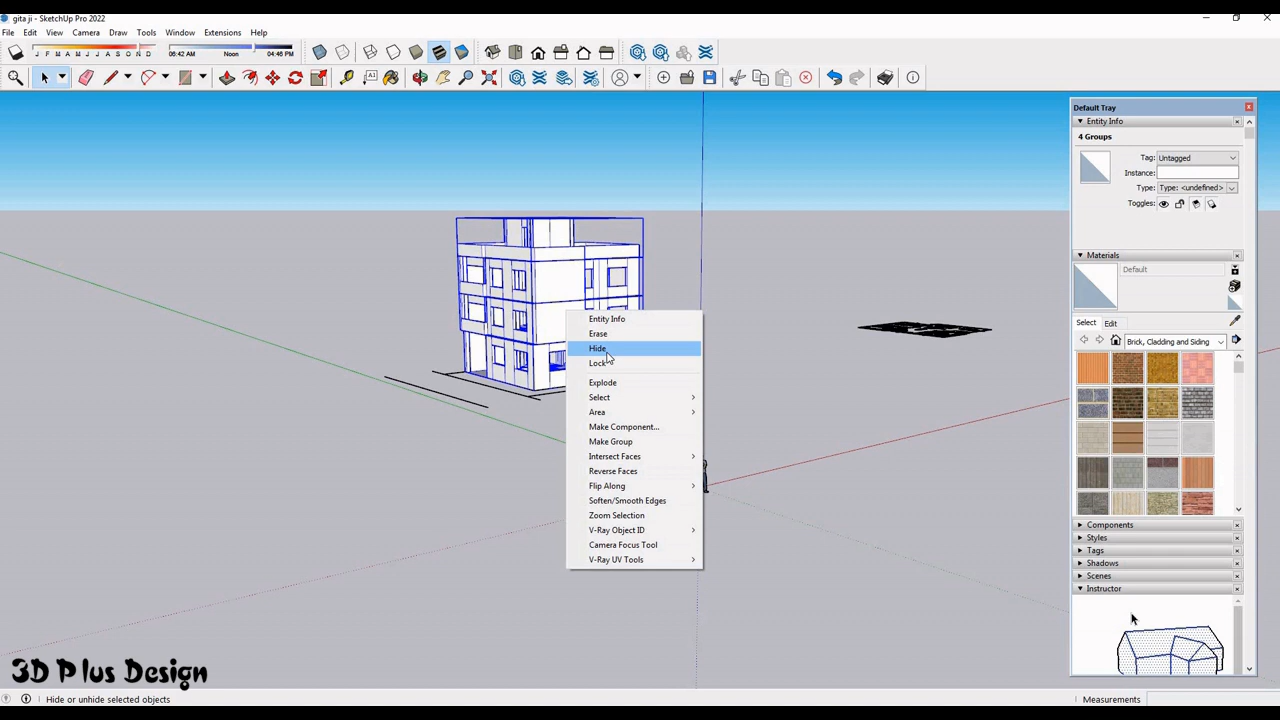 gita ji - SketchUp Pro 2022
File Edit View Camera Draw Tools Window Extensions Help
J F M A M J J A S O N D 06:42 AM Noon 04:46 PM
Default Tray
Entity Info
4 Groups
Tag: Untagged
Instance:
Type: Type: <undefined>
Toggles:
Materials
Default
Select Edit
Brick, Cladding and Siding
Components
Styles
Tags
Shadows
Scenes
Instructor
Entity Info
Erase
Hide
Lock
Explode
Select
Area
Make Component...
Make Group
Intersect Faces
Reverse Faces
Flip Along
Soften/Smooth Edges
Zoom Selection
V-Ray Object ID
Camera Focus Tool
V-Ray UV Tools
3D Plus Design
Hide or unhide selected objects
Measurements